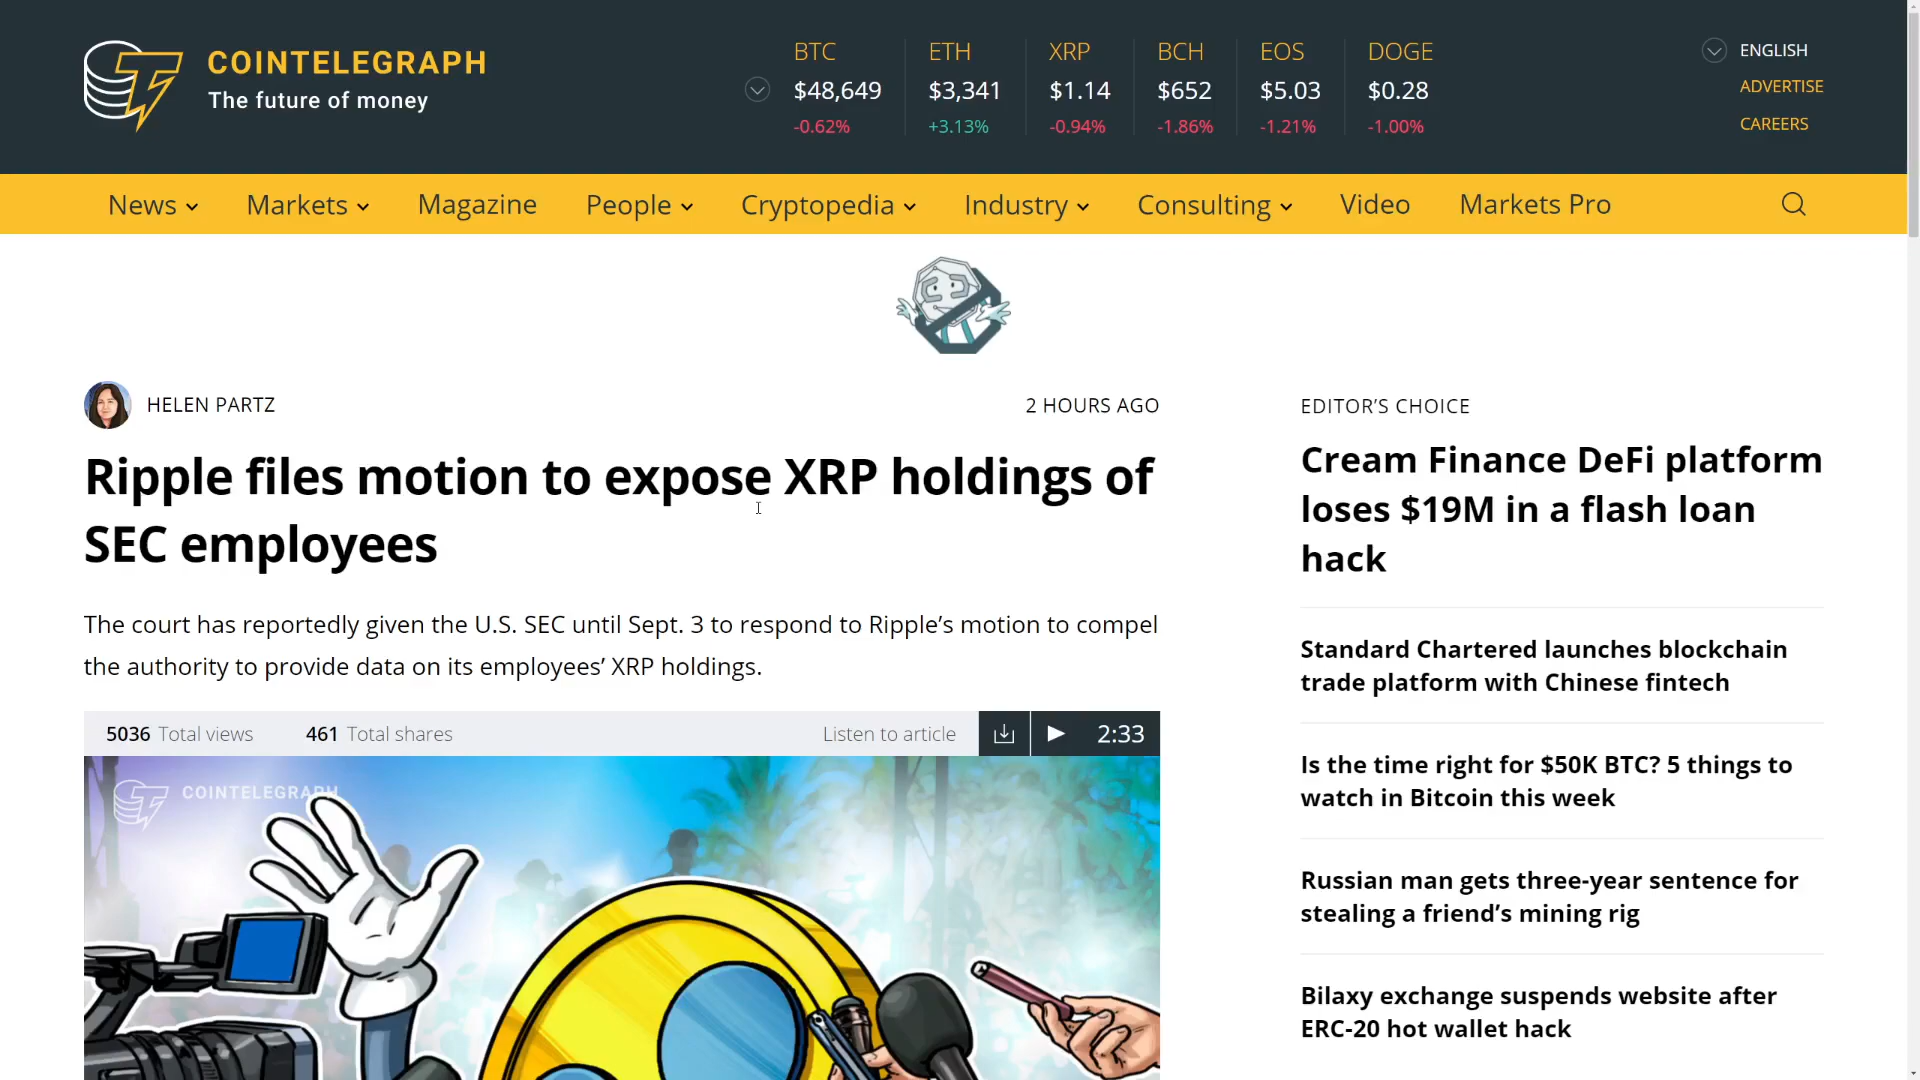 COINTELEGRAPH
The future of money
BTC
$48,649
-0.62%
ETH
$3,341
+3.13%
XRP
$1.14
-0.94%
BCH
$652
-1.86%
EOS
$5.03
-1.21%
DOGE
$0.28
-1.00%
ENGLISH
ADVERTISE
CAREERS
News
Markets
Magazine
People
Cryptopedia
Industry
Consulting
Video
Markets Pro
HELEN PARTZ
2 HOURS AGO
Ripple files motion to expose XRP holdings of
SEC employees
The court has reportedly given the U.S. SEC until Sept. 3 to respond to Ripple’s motion to compel
the authority to provide data on its employees’ XRP holdings.
5036 Total views
461 Total shares
Listen to article
2:33
COINTELEGRAPH
EDITOR’S CHOICE
Cream Finance DeFi platform
loses $19M in a flash loan
hack
Standard Chartered launches blockchain
trade platform with Chinese fintech
Is the time right for $50K BTC? 5 things to
watch in Bitcoin this week
Russian man gets three-year sentence for
stealing a friend’s mining rig
Bilaxy exchange suspends website after
ERC-20 hot wallet hack